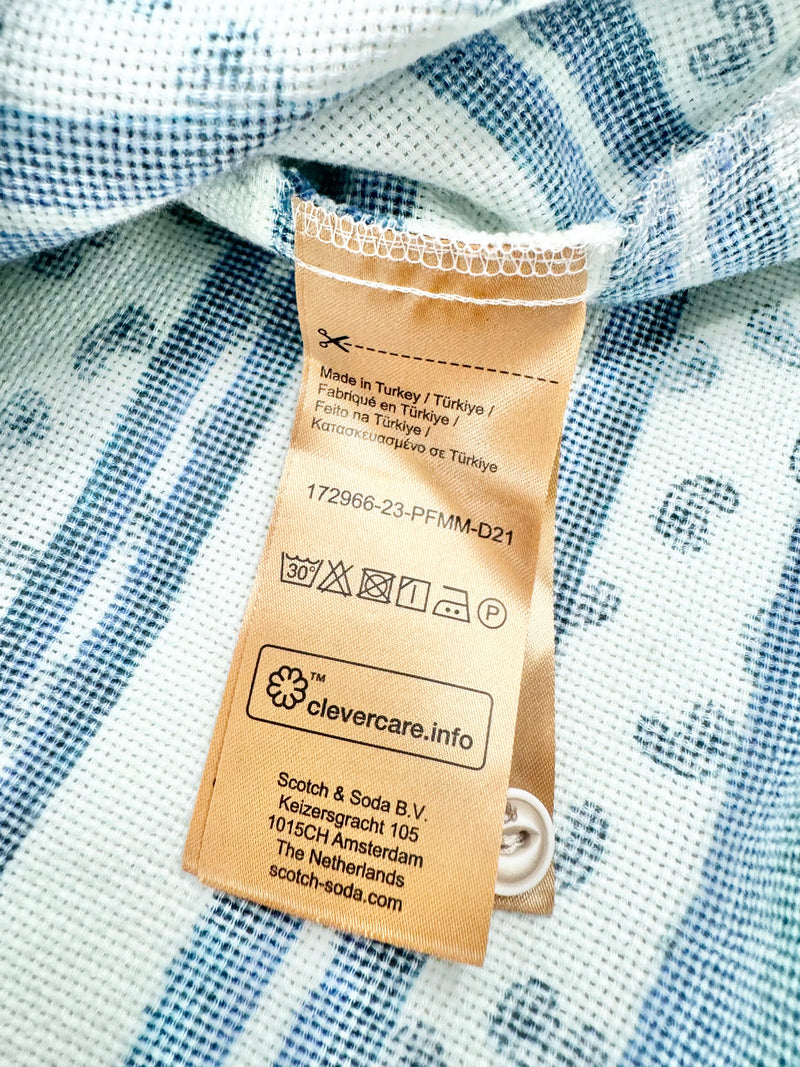 Made in Turkey / Türkiye /
Fabriqué en Türkiye /
Feito na Türkiye /
Κατασκευασμένο σε Türkiye
172966-23-PFMM-D21
30° P
™
clevercare.info
Scotch & Soda B.V.
Keizersgracht 105
1015CH Amsterdam
The Netherlands
scotch-soda.com